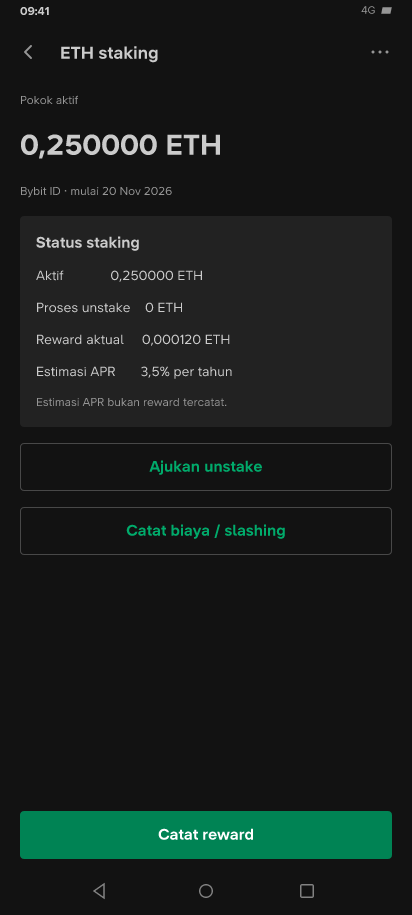 09:41
4G
ETH staking
Pokok aktif
0,250000 ETH
Bybit ID · mulai 20 Nov 2026
Status staking
Aktif 0,250000 ETH
Proses unstake 0 ETH
Reward aktual 0,000120 ETH
Estimasi APR 3,5% per tahun
Estimasi APR bukan reward tercatat.
Ajukan unstake
Catat biaya / slashing
Catat reward